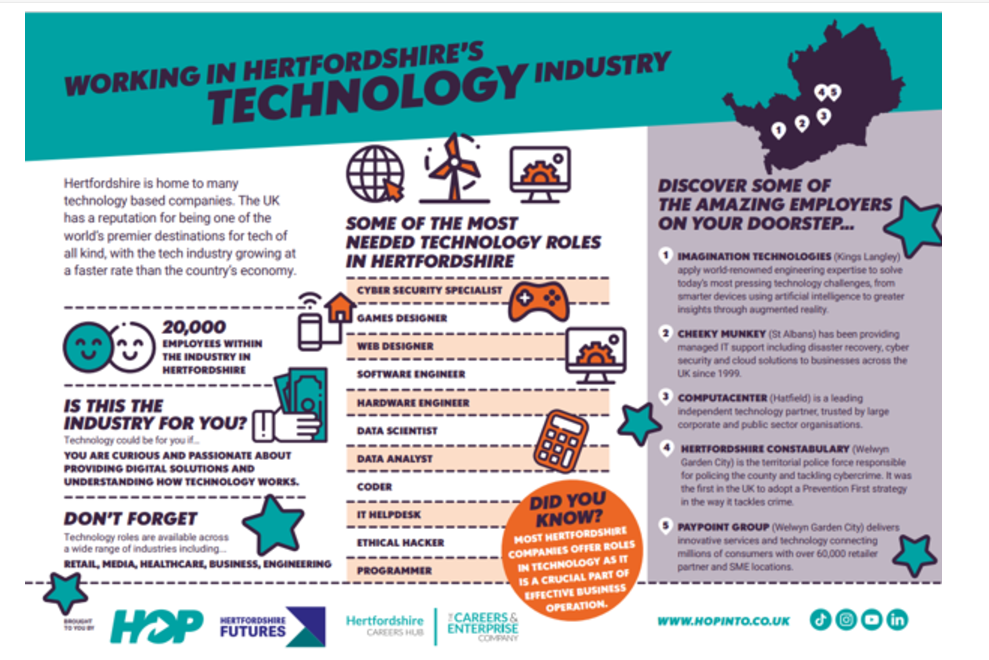 WORKING IN HERTFORDSHIRE'S
TECHNOLOGY INDUSTRY
4 5
1 2 3
Hertfordshire is home to many
technology based companies. The UK
has a reputation for being one of the
world's premier destinations for tech of
all kind, with the tech industry growing at
a faster rate than the country's economy.
20,000
EMPLOYEES WITHIN
THE INDUSTRY IN
HERTFORDSHIRE
IS THIS THE
INDUSTRY FOR YOU?
Technology could be for you if...
YOU ARE CURIOUS AND PASSIONATE ABOUT
PROVIDING DIGITAL SOLUTIONS AND
UNDERSTANDING HOW TECHNOLOGY WORKS.
DON'T FORGET
Technology roles are available across
a wide range of industries including...
RETAIL, MEDIA, HEALTHCARE, BUSINESS, ENGINEERING
SOME OF THE MOST
NEEDED TECHNOLOGY ROLES
IN HERTFORDSHIRE
CYBER SECURITY SPECIALIST
GAMES DESIGNER
WEB DESIGNER
SOFTWARE ENGINEER
HARDWARE ENGINEER
DATA SCIENTIST
DATA ANALYST
CODER
IT HELPDESK
ETHICAL HACKER
PROGRAMMER
DID YOU
KNOW?
MOST HERTFORDSHIRE
COMPANIES OFFER ROLES
IN TECHNOLOGY AS IT
IS A CRUCIAL PART OF
EFFECTIVE BUSINESS
OPERATION.
DISCOVER SOME OF
THE AMAZING EMPLOYERS
ON YOUR DOORSTEP...
1 IMAGINATION TECHNOLOGIES (Kings Langley)
apply world-renowned engineering expertise to solve
today's most pressing technology challenges, from
smarter devices using artificial intelligence to greater
insights through augmented reality.
2 CHEEKY MUNKEY (St Albans) has been providing
managed IT support including disaster recovery, cyber
security and cloud solutions to businesses across the
UK since 1999.
3 COMPUTACENTER (Hatfield) is a leading
independent technology partner, trusted by large
corporate and public sector organisations.
4 HERTFORDSHIRE CONSTABULARY (Welwyn
Garden City) is the territorial police force responsible
for policing the county and tackling cybercrime. It was
the first in the UK to adopt a Prevention First strategy
in the way it tackles crime.
5 PAYPOINT GROUP (Welwyn Garden City) delivers
innovative services and technology connecting
millions of consumers with over 60,000 retailer
partner and SME locations.
BROUGHT
TO YOU BY
HOP
HERTFORDSHIRE
FUTURES
Hertfordshire
CAREERS HUB
THE CAREERS &
ENTERPRISE
COMPANY
WWW.HOPINTO.CO.UK